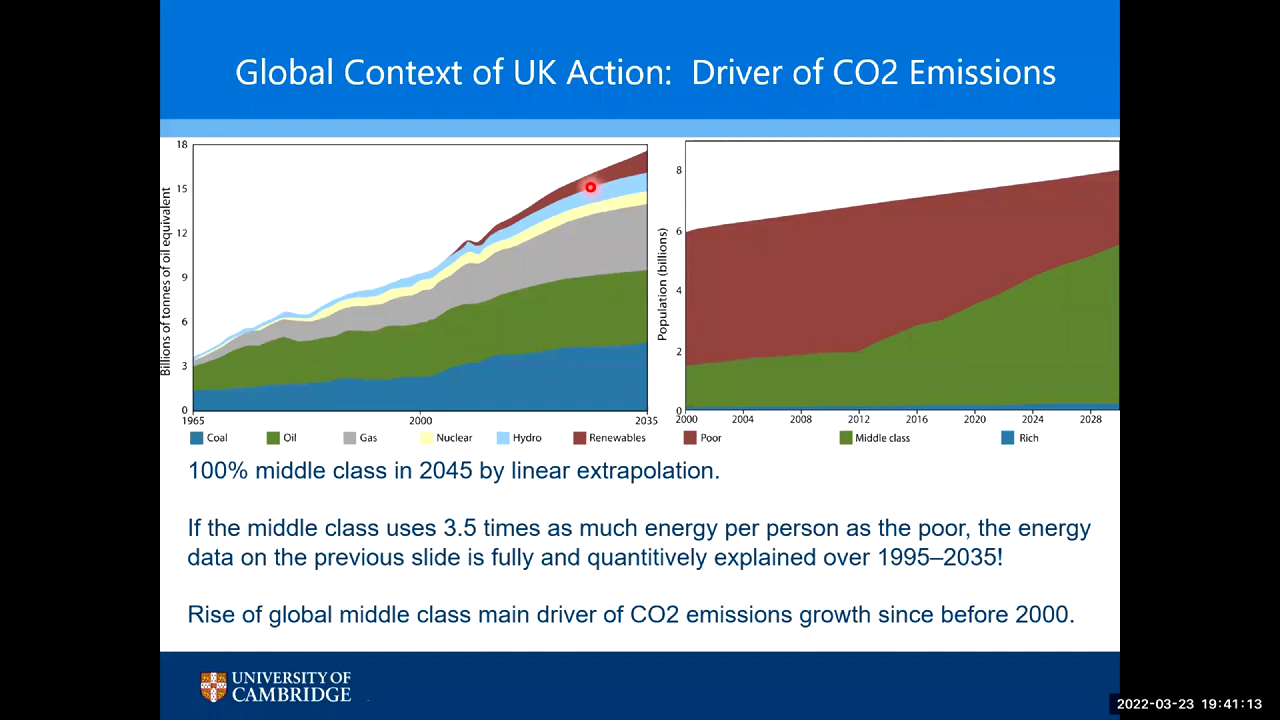 Global Context of UK Action: Driver of CO2 Emissions
Billions of tonnes of oil equivalent
18
15
12
9
6
3
0
1965
2000
2035
Coal
Oil
Gas
Nuclear
Hydro
Renewables
Population (billions)
8
6
4
2
0
2000
2004
2008
2012
2016
2020
2024
2028
Poor
Middle class
Rich
100% middle class in 2045 by linear extrapolation.
If the middle class uses 3.5 times as much energy per person as the poor, the energy
data on the previous slide is fully and quantitively explained over 1995–2035!
Rise of global middle class main driver of CO2 emissions growth since before 2000.
UNIVERSITY OF
CAMBRIDGE
2022-03-23 19:41:13